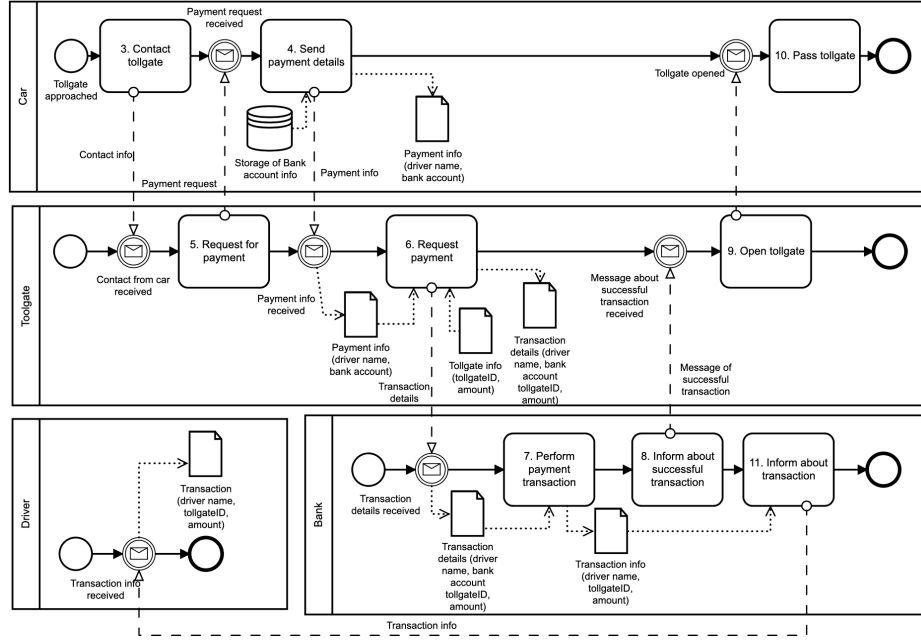 Car
Payment request
received
3. Contact
tollgate
4. Send
payment details
10. Pass tollgate
Tollgate
approached
Tollgate opened
Contact info
Storage of Bank
account info
Payment info
Payment info
(driver name,
bank account)
Payment request
Toolgate
5. Request for
payment
6. Request
payment
9. Open tollgate
Contact from car
received
Payment info
received
Message about
successful
transaction
received
Payment info
(driver name,
bank account)
Tollgate info
(tollgateID,
amount)
Transaction
details (driver
name, bank
account
tollgateID,
amount)
Transaction
details
Message of
successful
transaction
Driver
Transaction
(driver name,
tollgateID,
amount)
Transaction info
received
Bank
7. Perform
payment
transaction
8. Inform about
successful
transaction
11. Inform about
transaction
Transaction
details received
Transaction
details (driver
name, bank
account
tollgateID,
amount)
Transaction info
(driver name,
tollgateID,
amount)
Transaction info